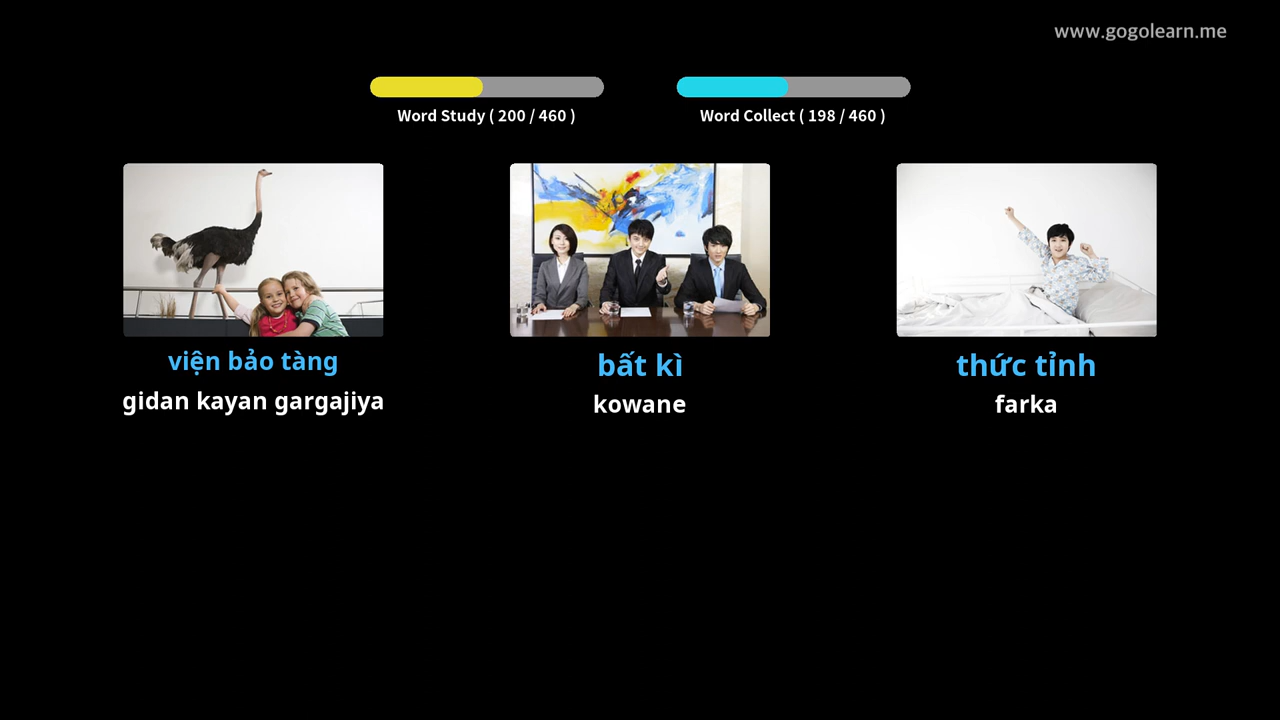 www.gogolearn.me
Word Study ( 200 / 460 )
Word Collect ( 198 / 460 )
viện bảo tàng
gidan kayan gargajiya
bất kì
kowane
thức tỉnh
farka